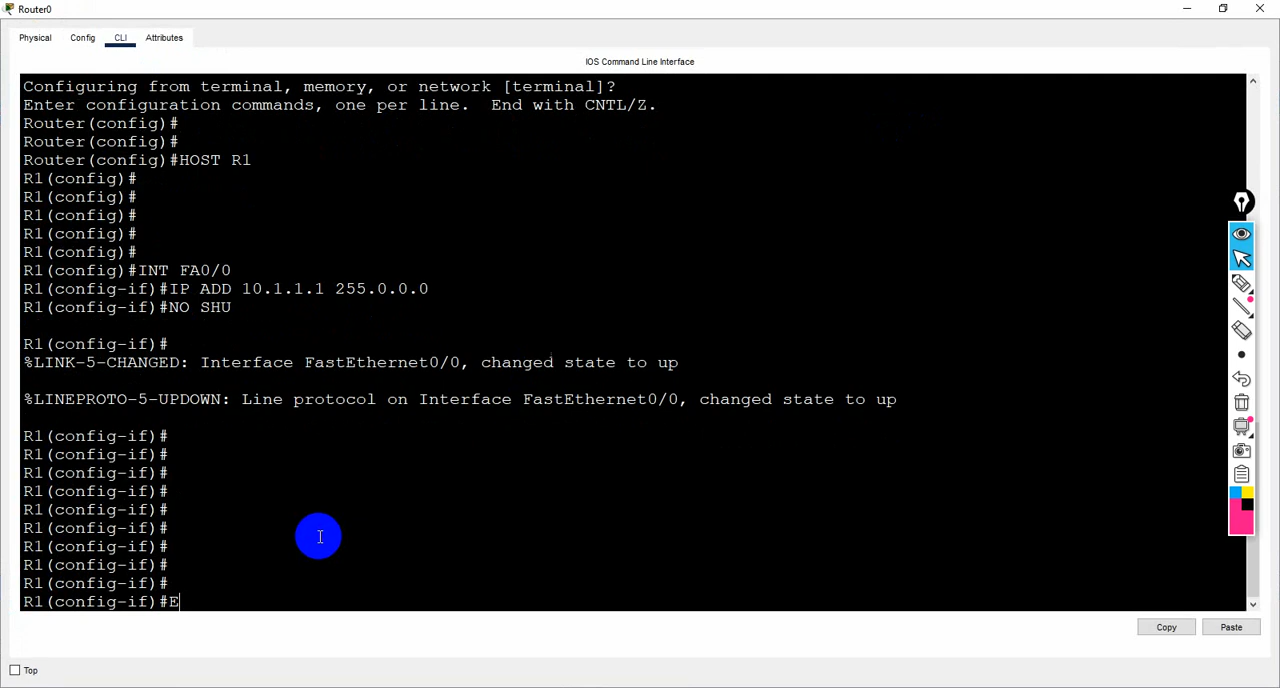 Router0
Physical Config CLI Attributes
IOS Command Line Interface
Configuring from terminal, memory, or network [terminal]?
Enter configuration commands, one per line.  End with CNTL/Z.
Router(config)#
Router(config)#
Router(config)#HOST R1
R1(config)#
R1(config)#
R1(config)#
R1(config)#
R1(config)#
R1(config)#INT FA0/0
R1(config-if)#IP ADD 10.1.1.1 255.0.0.0
R1(config-if)#NO SHU
R1(config-if)#
%LINK-5-CHANGED: Interface FastEthernet0/0, changed state to up
%LINEPROTO-5-UPDOWN: Line protocol on Interface FastEthernet0/0, changed state to up
R1(config-if)#
R1(config-if)#
R1(config-if)#
R1(config-if)#
R1(config-if)#
R1(config-if)#
R1(config-if)#
R1(config-if)#
R1(config-if)#
R1(config-if)#E
Copy Paste
Top